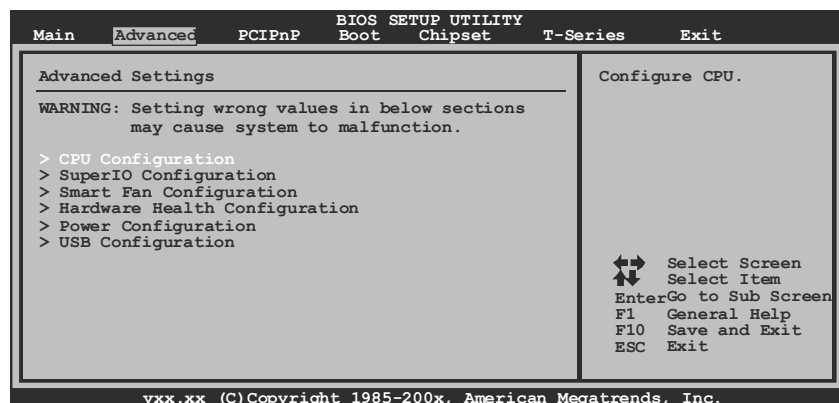 BIOS SETUP UTILITY
Main Advanced PCIPnP Boot Chipset T-Series Exit
Advanced Settings
WARNING: Setting wrong values in below sections
may cause system to malfunction.
> CPU Configuration
> SuperIO Configuration
> Smart Fan Configuration
> Hardware Health Configuration
> Power Configuration
> USB Configuration
Configure CPU.
Select Screen
Select Item
EnterGo to Sub Screen
F1 General Help
F10 Save and Exit
ESC Exit
vxx.xx (C)Copyright 1985-200x, American Megatrends, Inc.